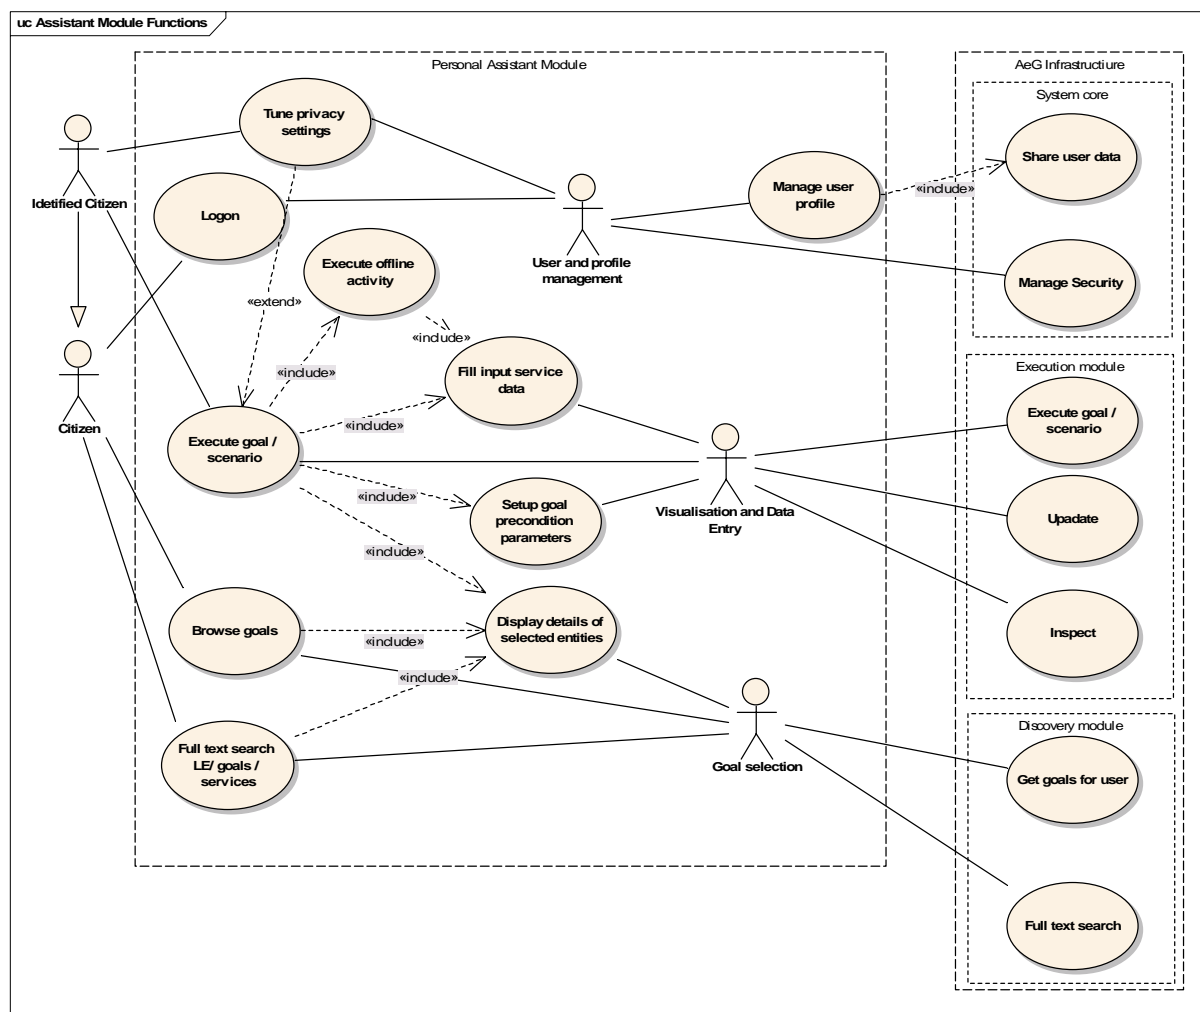 uc Assistant Module Functions
Personal Assistant Module
AeG Infrastructiure
System core
Tune privacy
settings
Share user data
Manage user
profile
«include»
Idetified Citizen
Logon
User and profile
management
Execute offline
activity
Manage Security
«extend»
«include»
«include»
Fill input service
data
Execution module
Citizen
«include»
Execute goal /
scenario
Execute goal /
scenario
«include»
Setup goal
precondition
parameters
Visualisation and Data
Entry
Upadate
«include»
Browse goals
«include»
Display details of
selected entities
Inspect
«include»
Full text search
LE/ goals /
services
Goal selection
Discovery module
Get goals for user
Full text search